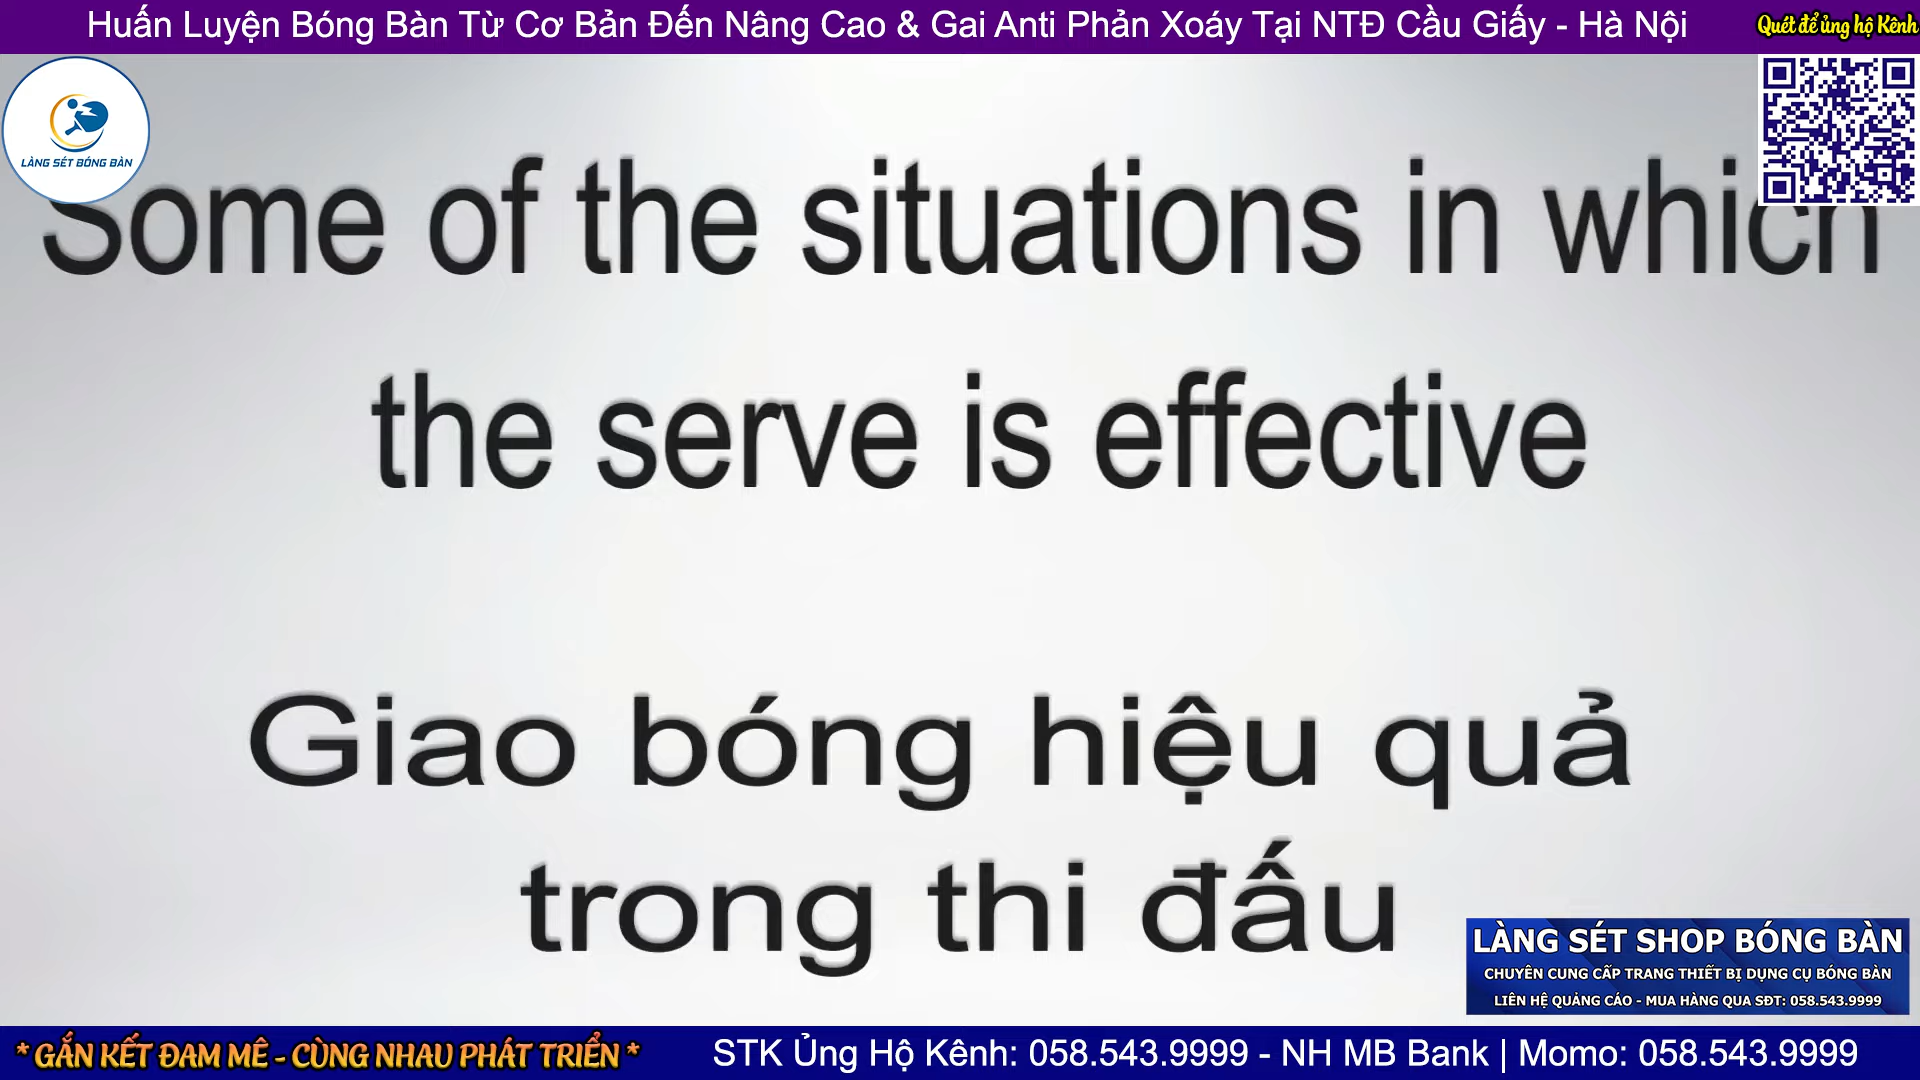 Huấn Luyện Bóng Bàn Từ Cơ Bản Đến Nâng Cao & Gai Anti Phản Xoáy Tại NTĐ Cầu Giấy - Hà Nội
Quét để ủng hộ Kênh
LÀNG SÉT BÓNG BÀN
Some of the situations in which
the serve is effective
Giao bóng hiệu quả
trong thi đấu
LÀNG SÉT SHOP BÓNG BÀN
CHUYÊN CUNG CẤP TRANG THIẾT BỊ DỤNG CỤ BÓNG BÀN
LIÊN HỆ QUẢNG CÁO - MUA HÀNG QUA SĐT: 058.543.9999
* GẮN KẾT ĐAM MÊ - CÙNG NHAU PHÁT TRIỂN *
STK Ủng Hộ Kênh: 058.543.9999 - NH MB Bank | Momo: 058.543.9999